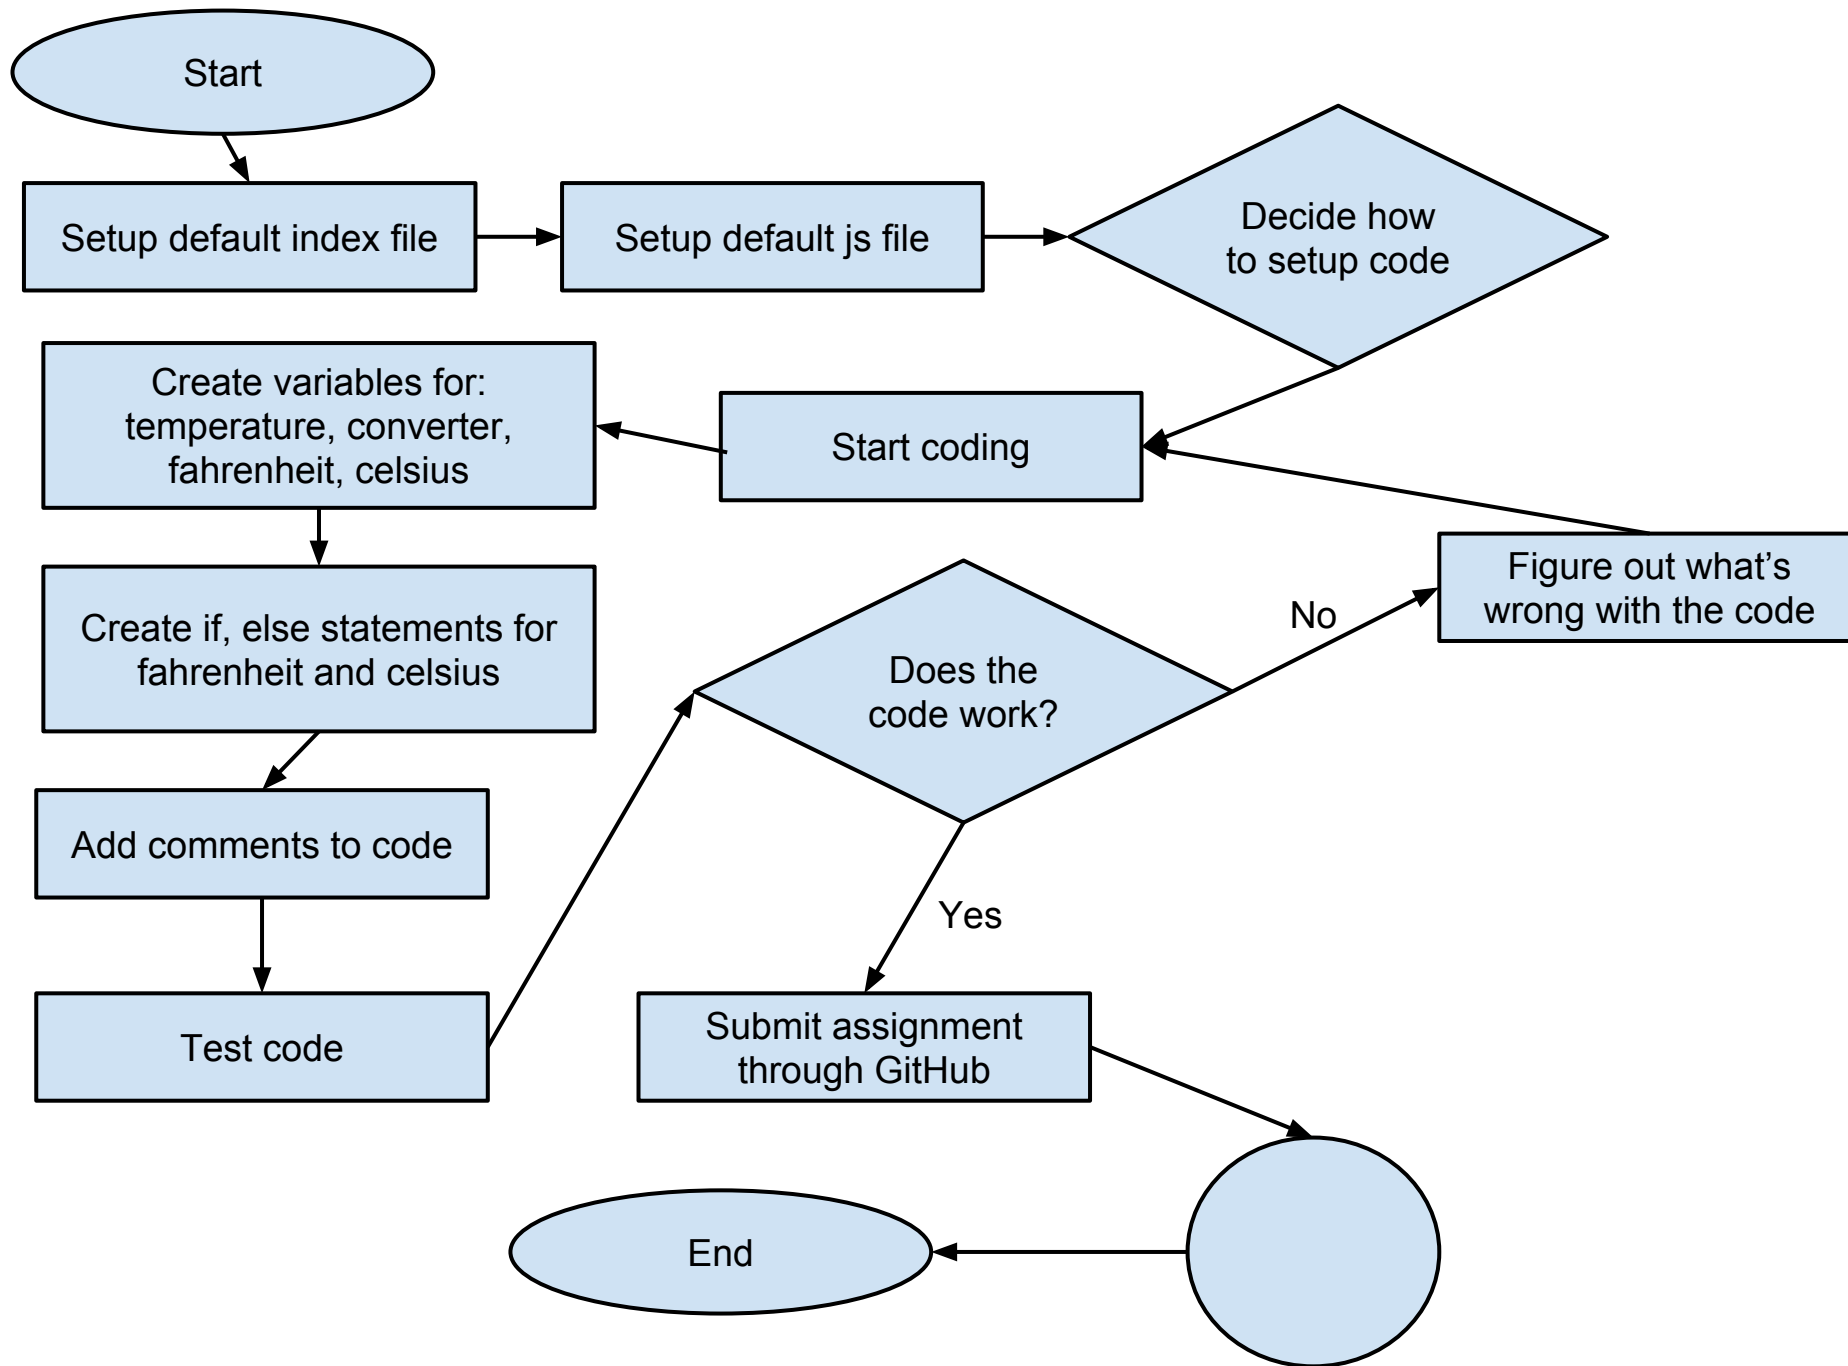 Start
Setup default index file
Setup default js file
Decide how
to setup code
Start coding
Create variables for:
temperature, converter,
fahrenheit, celsius
Create if, else statements for
fahrenheit and celsius
Add comments to code
Test code
Does the
code work?
No
Figure out what’s
wrong with the code
Yes
Submit assignment
through GitHub
End